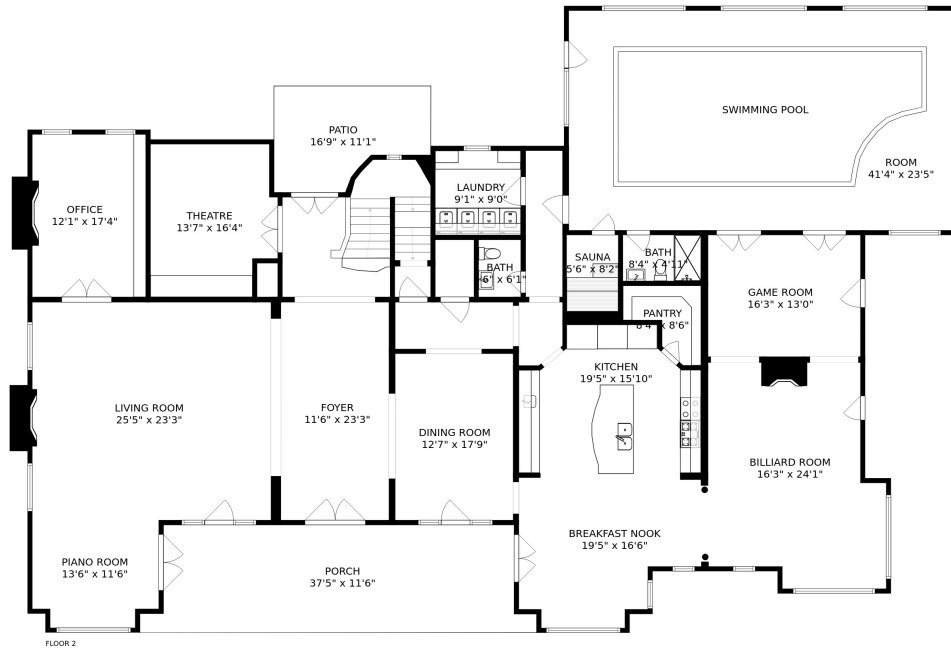 SWIMMING POOL
ROOM
41'4" x 23'5"
PATIO
16'9" x 11'1"
OFFICE
12'1" x 17'4"
THEATRE
13'7" x 16'4"
LAUNDRY
9'1" x 9'0"
BATH
6" x 6'1"
SAUNA
5'6" x 8'2"
BATH
8'4" x 4'11"
PANTRY
8'4" x 8'6"
GAME ROOM
16'3" x 13'0"
KITCHEN
19'5" x 15'10"
LIVING ROOM
25'5" x 23'3"
FOYER
11'6" x 23'3"
DINING ROOM
12'7" x 17'9"
BILLIARD ROOM
16'3" x 24'1"
BREAKFAST NOOK
19'5" x 16'6"
PIANO ROOM
13'6" x 11'6"
PORCH
37'5" x 11'6"
FLOOR 2